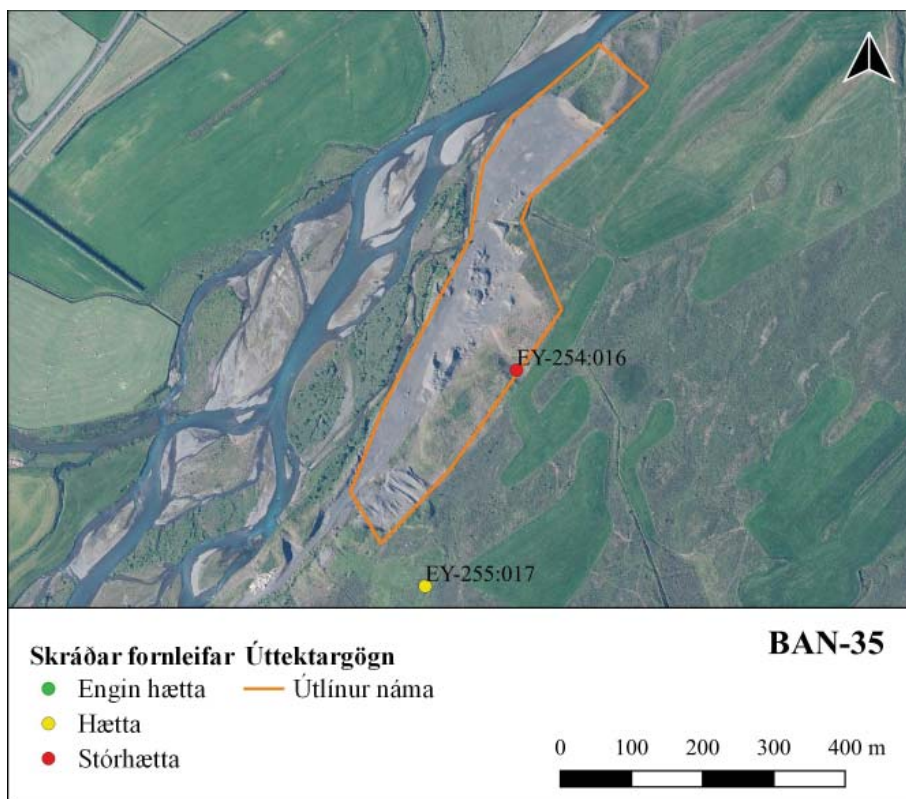 EY-254:016
EY-255:017
BAN-35
Skráðar fornleifar Úttektargögn
Engin hætta
Útlínur náma
Hætta
Stórhætta
0 100 200 300 400 m